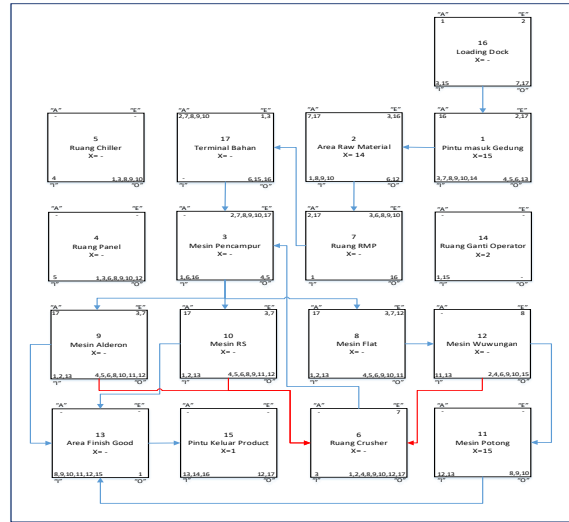 "A" "E"
1 2
16
Loading Dock
X= -
3,15 7,17
"I" "O"
"A" "E"
- -
5
Ruang Chiller
X= -
4 1,3,8,9,10
"I" "O"
"A" "E"
2,7,8,9,10 1,3
17
Terminal Bahan
X= -
- 6,15,16
"I" "O"
"A" "E"
7,17 3,16
2
Area Raw Material
X= 14
1,8,9,10 6,12
"I" "O"
"A" "E"
16 2,17
1
Pintu masuk Gedung
X=15
3,7,8,9,10,14 4,5,6,13
"I" "O"
"A" "E"
- -
4
Ruang Panel
X= -
5 1,3,6,8,9,10,12
"I" "O"
"A" "E"
- 2,7,8,9,10,17
3
Mesin Pencampur
X= -
1,6,16 4,5
"I" "O"
"A" "E"
2,17 3,6,8,9,10
7
Ruang RMP
X= -
1 16
"I" "O"
"A" "E"
- -
14
Ruang Ganti Operator
X=2
1,15 -
"I" "O"
"A" "E"
17 3,7
9
Mesin Alderon
X= -
1,2,13 4,5,6,8,10,11,12
"I" "O"
"A" "E"
17 3,7
10
Mesin RS
X= -
1,2,13 4,5,6,8,9,11,12
"I" "O"
"A" "E"
17 3,7,12
8
Mesin Flat
X= -
1,2,13 4,5,6,9,10,11
"I" "O"
"A" "E"
- 8
12
Mesin Wuwungan
X= -
11,13 2,4,6,9,10,15
"I" "O"
"A" "E"
- -
13
Area Finish Good
X= -
8,9,10,11,12,15 1
"I" "O"
"A" "E"
- -
15
Pintu Keluar Product
X=1
13,14,16 12,17
"I" "O"
"A" "E"
- 7
6
Ruang Crusher
X= -
3 1,2,4,8,9,10,12,17
"I" "O"
"A" "E"
- -
11
Mesin Potong
X=15
12,13 8,9,10
"I" "O"